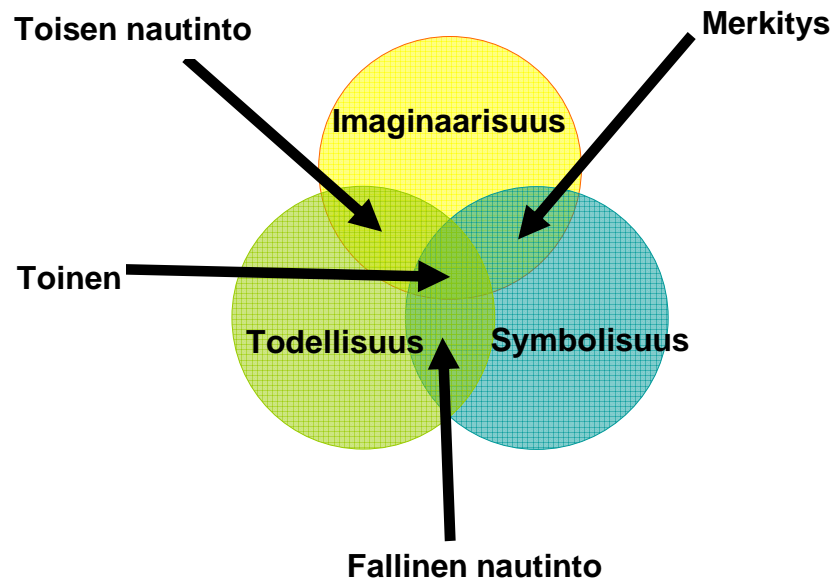 Toisen nautinto
Merkitys
Imaginaarisuus
Toinen
Todellisuus
Symbolisuus
Fallinen nautinto